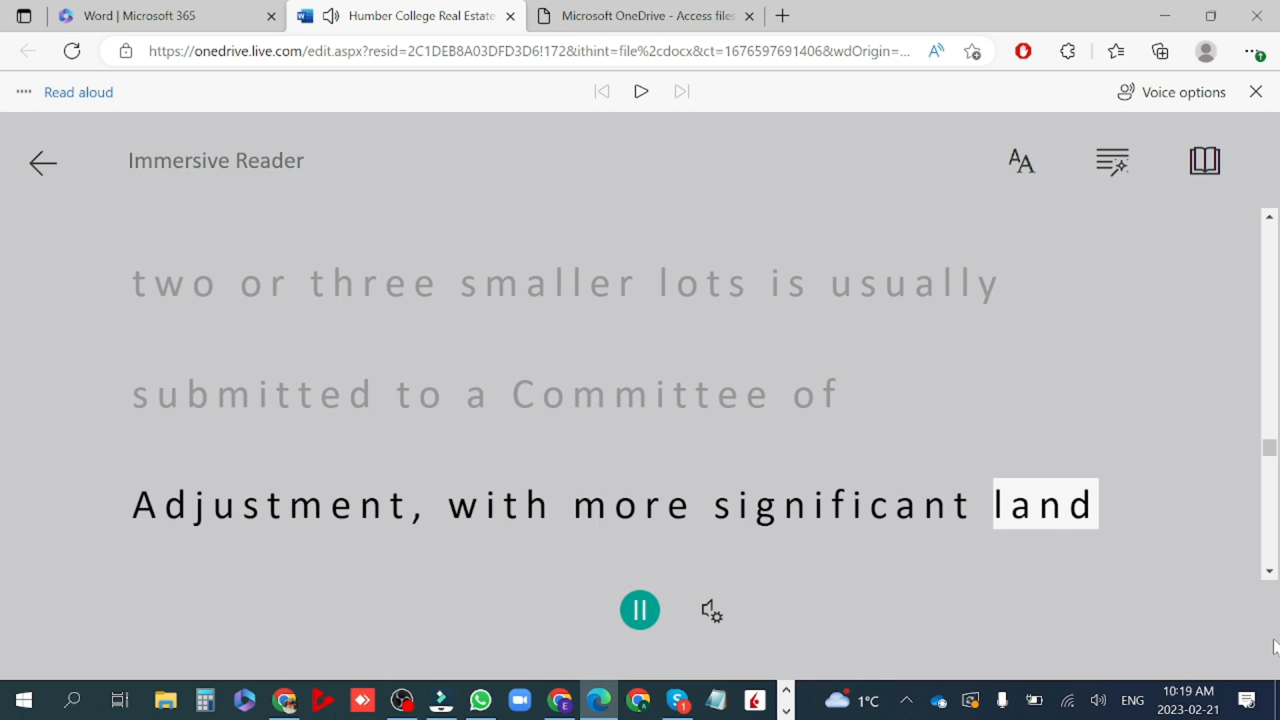 Word | Microsoft 365
Humber College Real Estate
Microsoft OneDrive - Access files
https://onedrive.live.com/edit.aspx?resid=2C1DEB8A03DFD3D6!172&ithint=file%2cdocx&ct=1676597691406&wdOrigin=...
Read aloud
Voice options
Immersive Reader
two or three smaller lots is usually
submitted to a Committee of
Adjustment, with more significant land
1°C
ENG
10:19 AM
2023-02-21